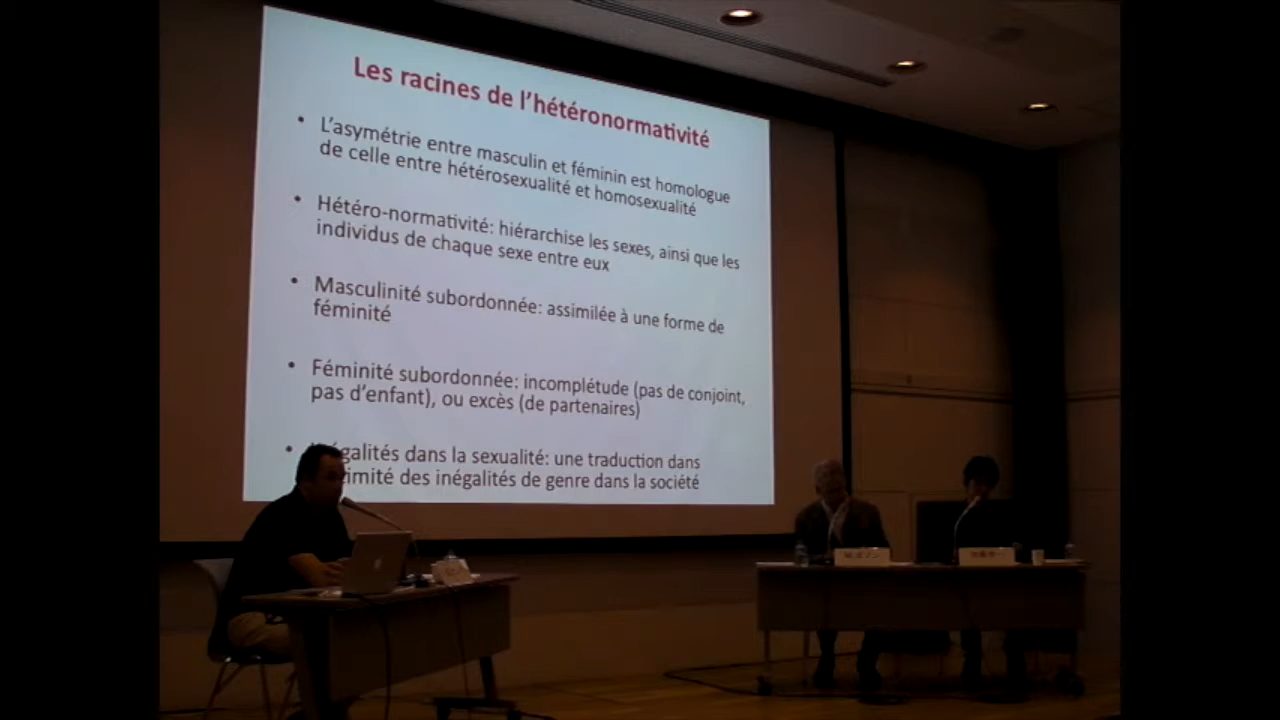 Les racines de l'hétéronormativité
• L'asymétrie entre masculin et féminin est homologue
de celle entre hétérosexualité et homosexualité
• Hétéro-normativité: hiérarchise les sexes, ainsi que les
individus de chaque sexe entre eux
• Masculinité subordonnée: assimilée à une forme de
féminité
• Féminité subordonnée: incomplétude (pas de conjoint,
pas d'enfant), ou excès (de partenaires)
• dans la sexualité: une traduction dans
des inégalités de genre dans la société